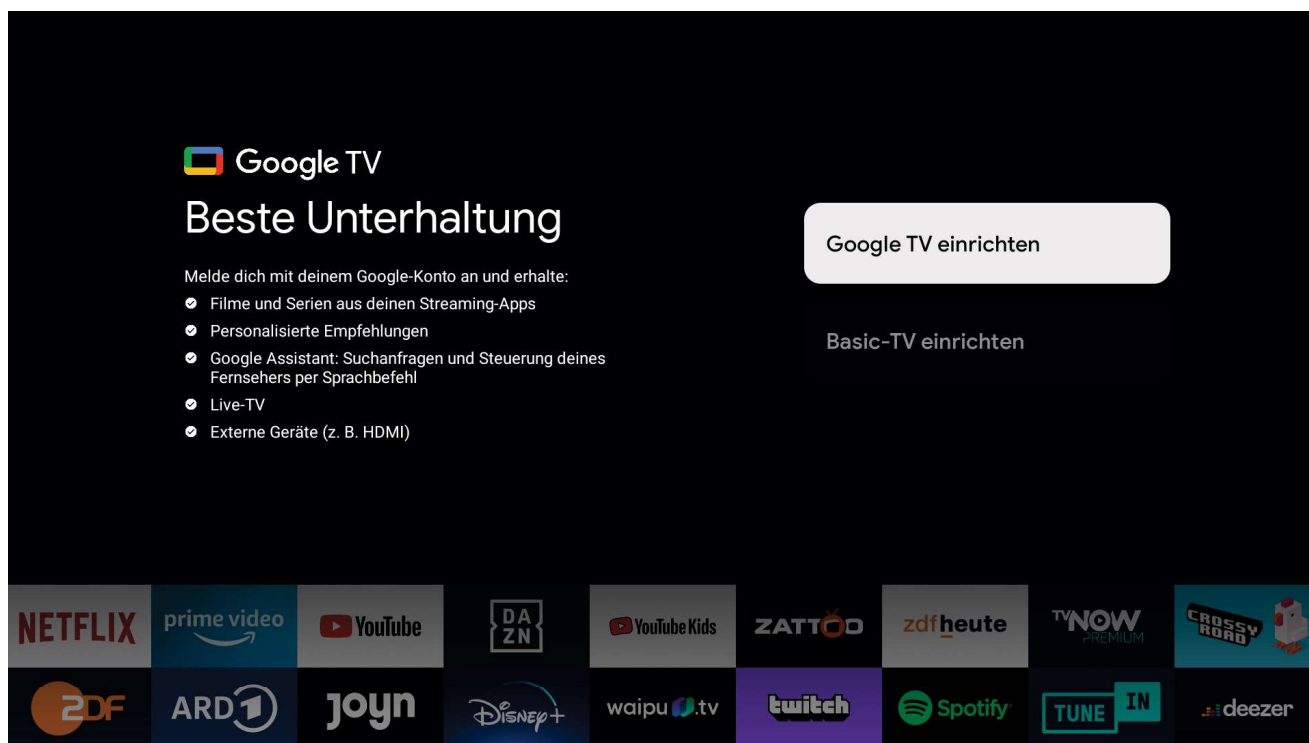 Google TV
Beste Unterhaltung
Melde dich mit deinem Google-Konto an und erhalte:
Filme und Serien aus deinen Streaming-Apps
Personalisierte Empfehlungen
Google Assistant: Suchanfragen und Steuerung deines
Fernsehers per Sprachbefehl
Live-TV
Externe Geräte (z. B. HDMI)
Google TV einrichten
Basic-TV einrichten
NETFLIX
prime video
YouTube
DA
ZN
YouTube Kids
ZATTOO
zdfheute
TVNOW
PREMIUM
CROSSY
ROAD
ZDF
ARD 1
joyn
Disney+
waipu.tv
twitch
Spotify
TUNE IN
deezer